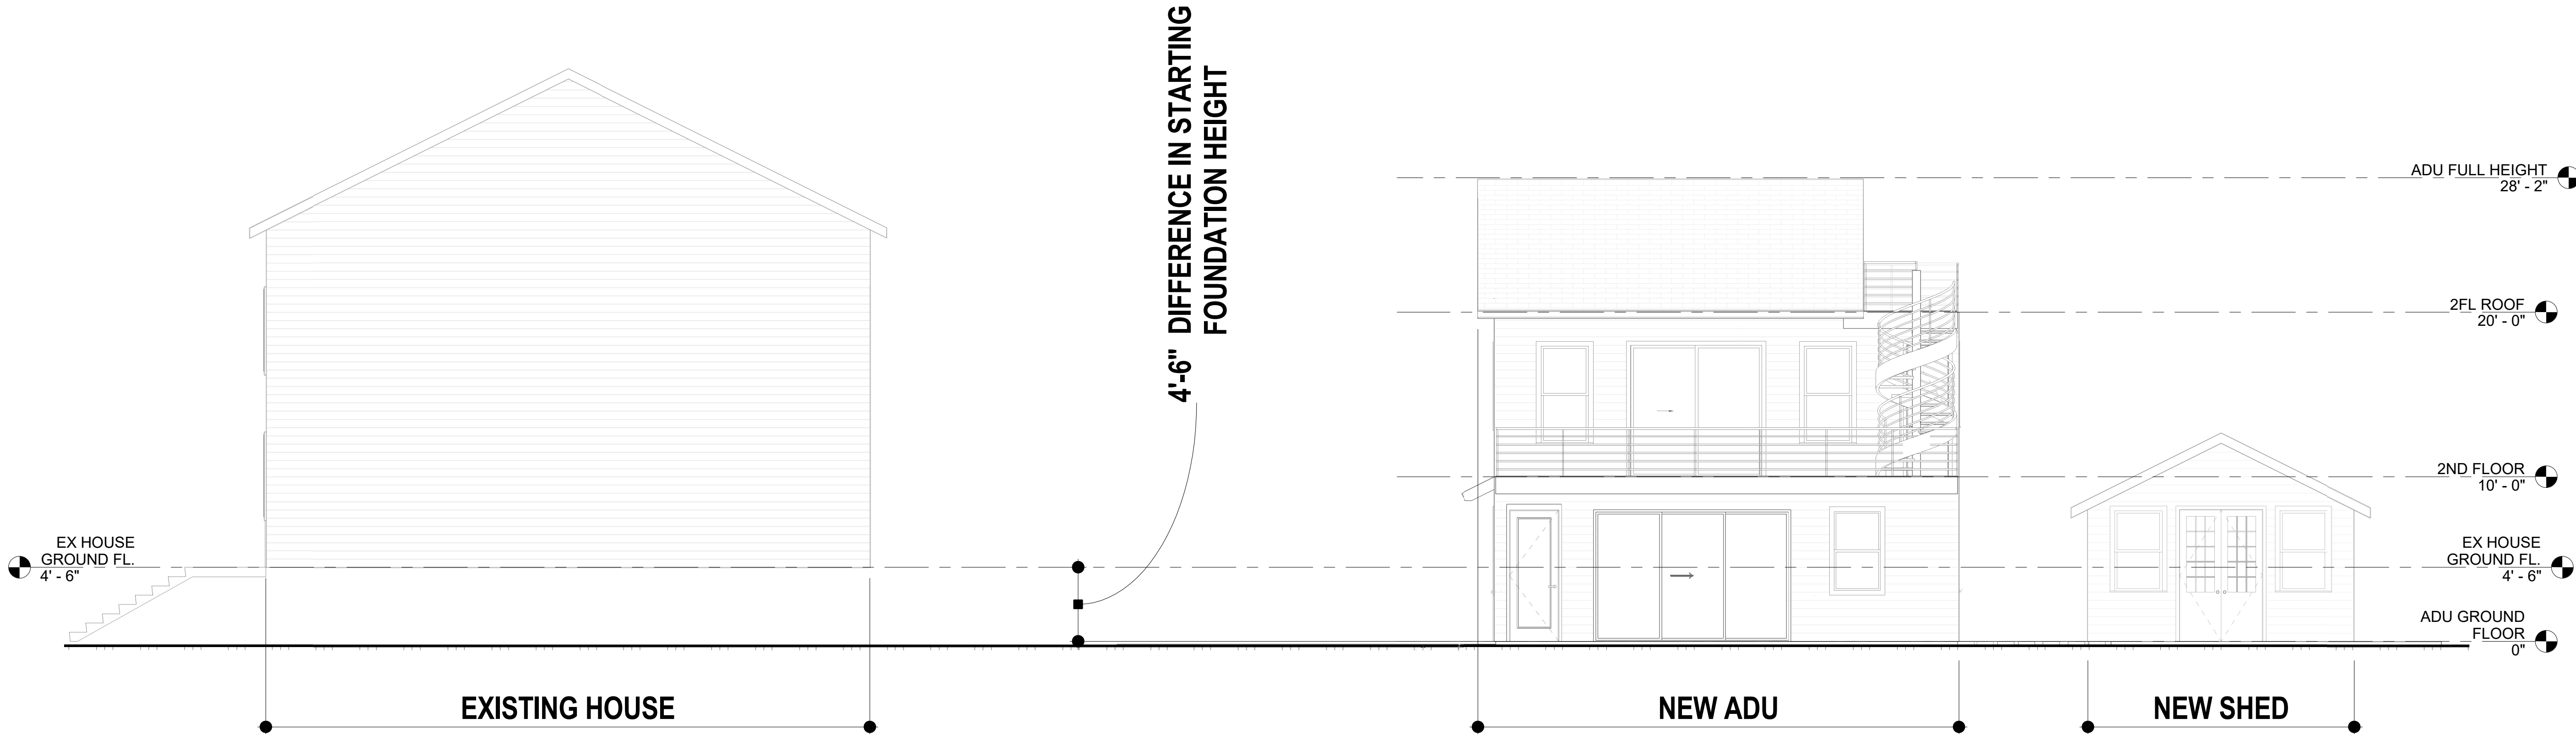 4'-6" DIFFERENCE IN STARTING
FOUNDATION HEIGHT
ADU FULL HEIGHT
28' - 2"
2FL ROOF
20' - 0"
2ND FLOOR
10' - 0"
EX HOUSE
GROUND FL.
4' - 6"
EX HOUSE
GROUND FL.
4' - 6"
ADU GROUND
FLOOR
0"
EXISTING HOUSE
NEW ADU
NEW SHED